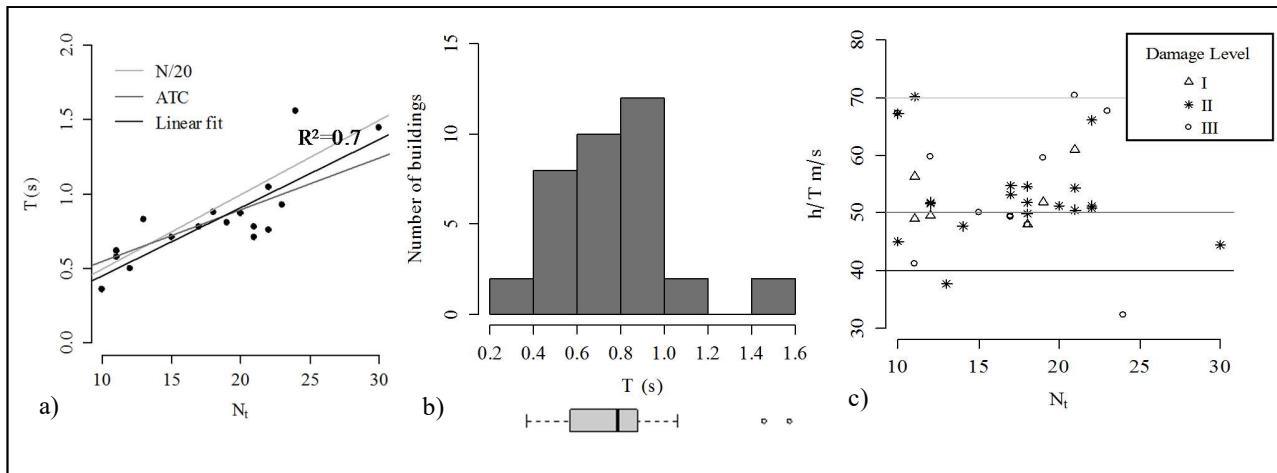 2.0
1.5
1.0
0.5
0.0
T (s)
N/20
ATC
Linear fit
R²=0.7
10 15 20 25 30
Nt
a)
15
10
5
0
Number of buildings
0.2 0.4 0.6 0.8 1.0 1.2 1.4 1.6
T (s)
b)
80
70
60
50
40
30
h/T m/s
Damage Level
I
II
III
10 15 20 25 30
Nt
c)